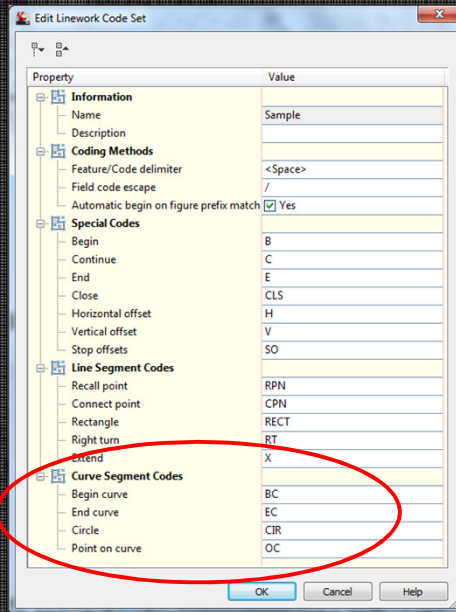 Edit Linework Code Set
Property Value
Information
Name Sample
Description
Coding Methods
Feature/Code delimiter <Space>
Field code escape /
Automatic begin on figure prefix match Yes
Special Codes
Begin B
Continue C
End E
Close CLS
Horizontal offset H
Vertical offset V
Stop offsets SO
Line Segment Codes
Recall point RPN
Connect point CPN
Rectangle RECT
Right turn RT
Extend X
Curve Segment Codes
Begin curve BC
End curve EC
Circle CIR
Point on curve OC
OK Cancel Help